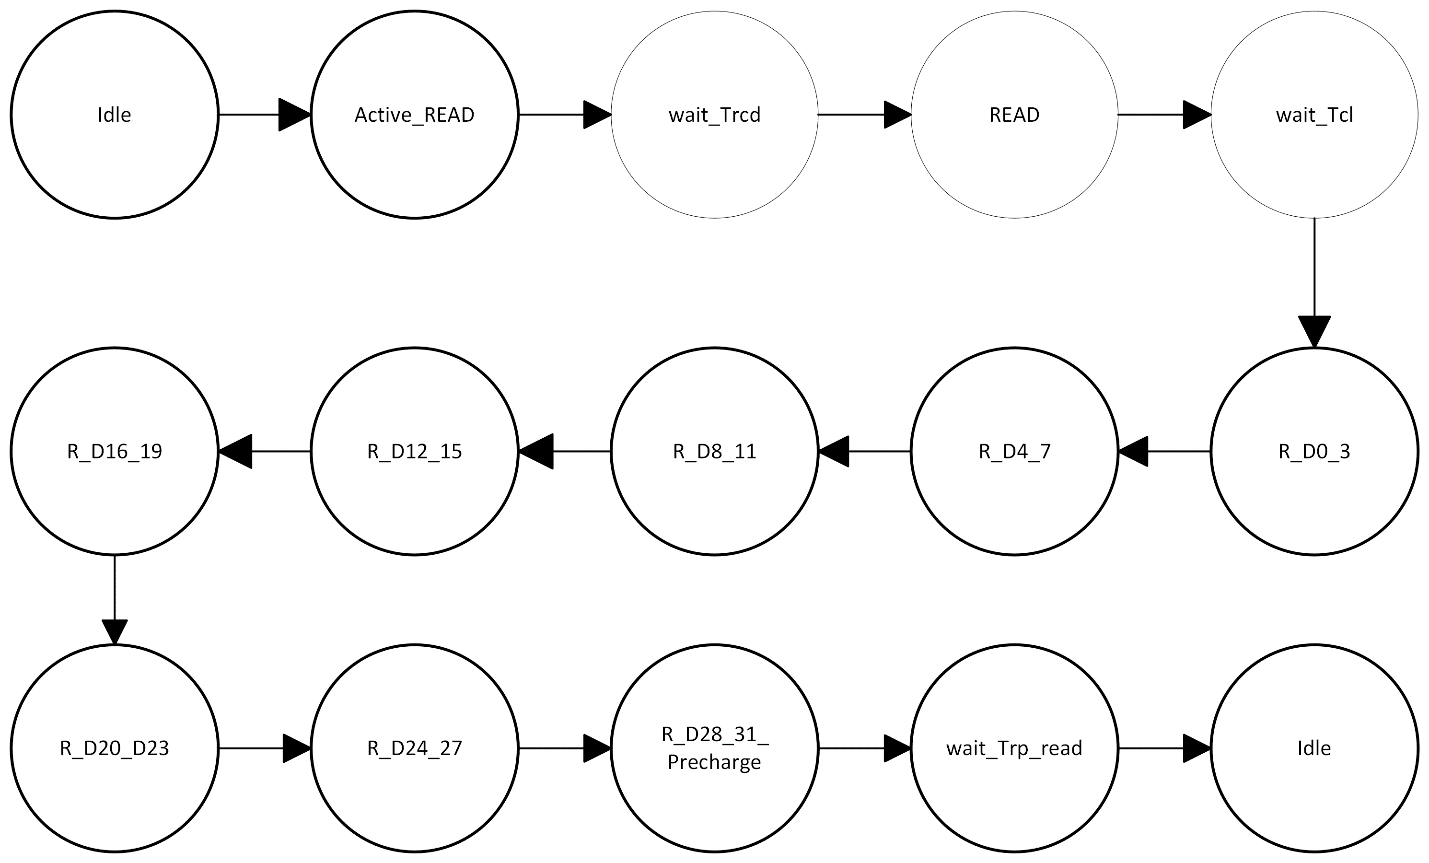 Idle
Active_READ
wait_Trcd
READ
wait_Tcl
R_D16_19
R_D12_15
R_D8_11
R_D4_7
R_D0_3
R_D20_D23
R_D24_27
R_D28_31_
Precharge
wait_Trp_read
Idle